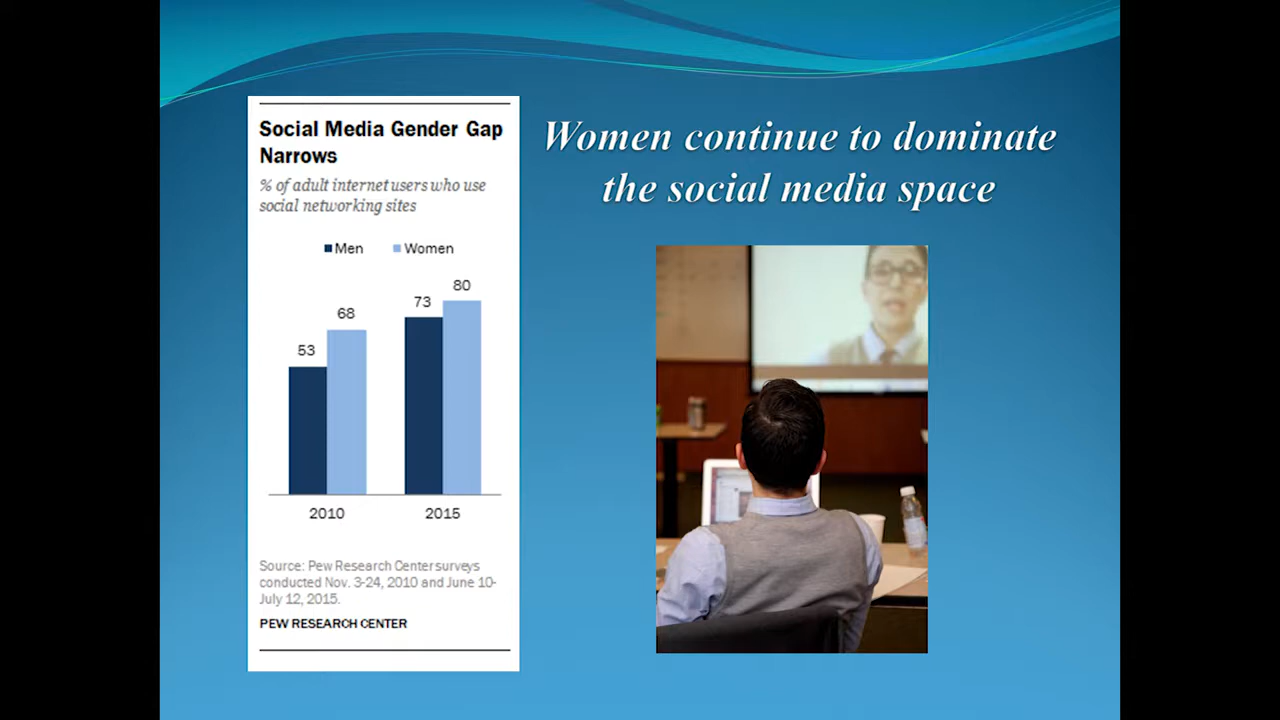 Social Media Gender Gap
Narrows
% of adult internet users who use
social networking sites
Men Women
53 68 73 80
2010 2015
Source: Pew Research Center surveys
conducted Nov. 3-24, 2010 and June 10-
July 12, 2015.
PEW RESEARCH CENTER
Women continue to dominate
the social media space